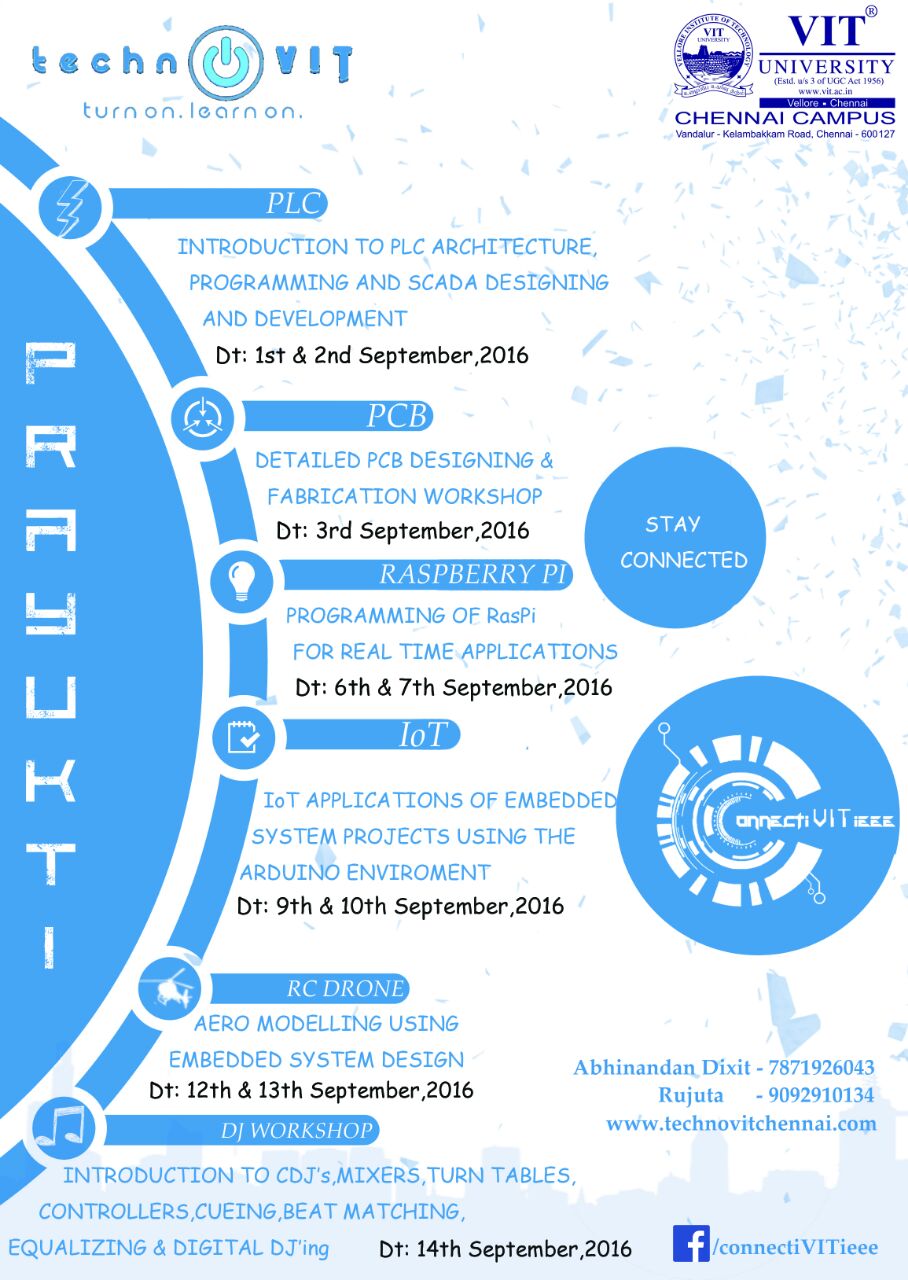 techn VIT
turn on. learn on.
VELLORE INSTITUTE OF TECHNOLOGY
VIT
UNIVERSITY
VIT®
UNIVERSITY
(Estd. u/s 3 of UGC Act 1956)
www.vit.ac.in
Vellore • Chennai
CHENNAI CAMPUS
Vandalur - Kelambakkam Road, Chennai - 600127
PRAYUKTI
PLC
INTRODUCTION TO PLC ARCHITECTURE,
PROGRAMMING AND SCADA DESIGNING
AND DEVELOPMENT
Dt: 1st & 2nd September,2016
PCB
DETAILED PCB DESIGNING &
FABRICATION WORKSHOP
Dt: 3rd September,2016
STAY
CONNECTED
RASPBERRY PI
PROGRAMMING OF RasPi
FOR REAL TIME APPLICATIONS
Dt: 6th & 7th September,2016
IoT
IoT APPLICATIONS OF EMBEDDED
SYSTEM PROJECTS USING THE
ARDUINO ENVIROMENT
Dt: 9th & 10th September,2016
ConnectiVITieee
RC DRONE
AERO MODELLING USING
EMBEDDED SYSTEM DESIGN
Dt: 12th & 13th September,2016
Abhinandan Dixit - 7871926043
Rujuta - 9092910134
www.technovitchennai.com
DJ WORKSHOP
INTRODUCTION TO CDJ's,MIXERS,TURN TABLES,
CONTROLLERS,CUEING,BEAT MATCHING,
EQUALIZING & DIGITAL DJ'ing
Dt: 14th September,2016
f/connectiVITieee